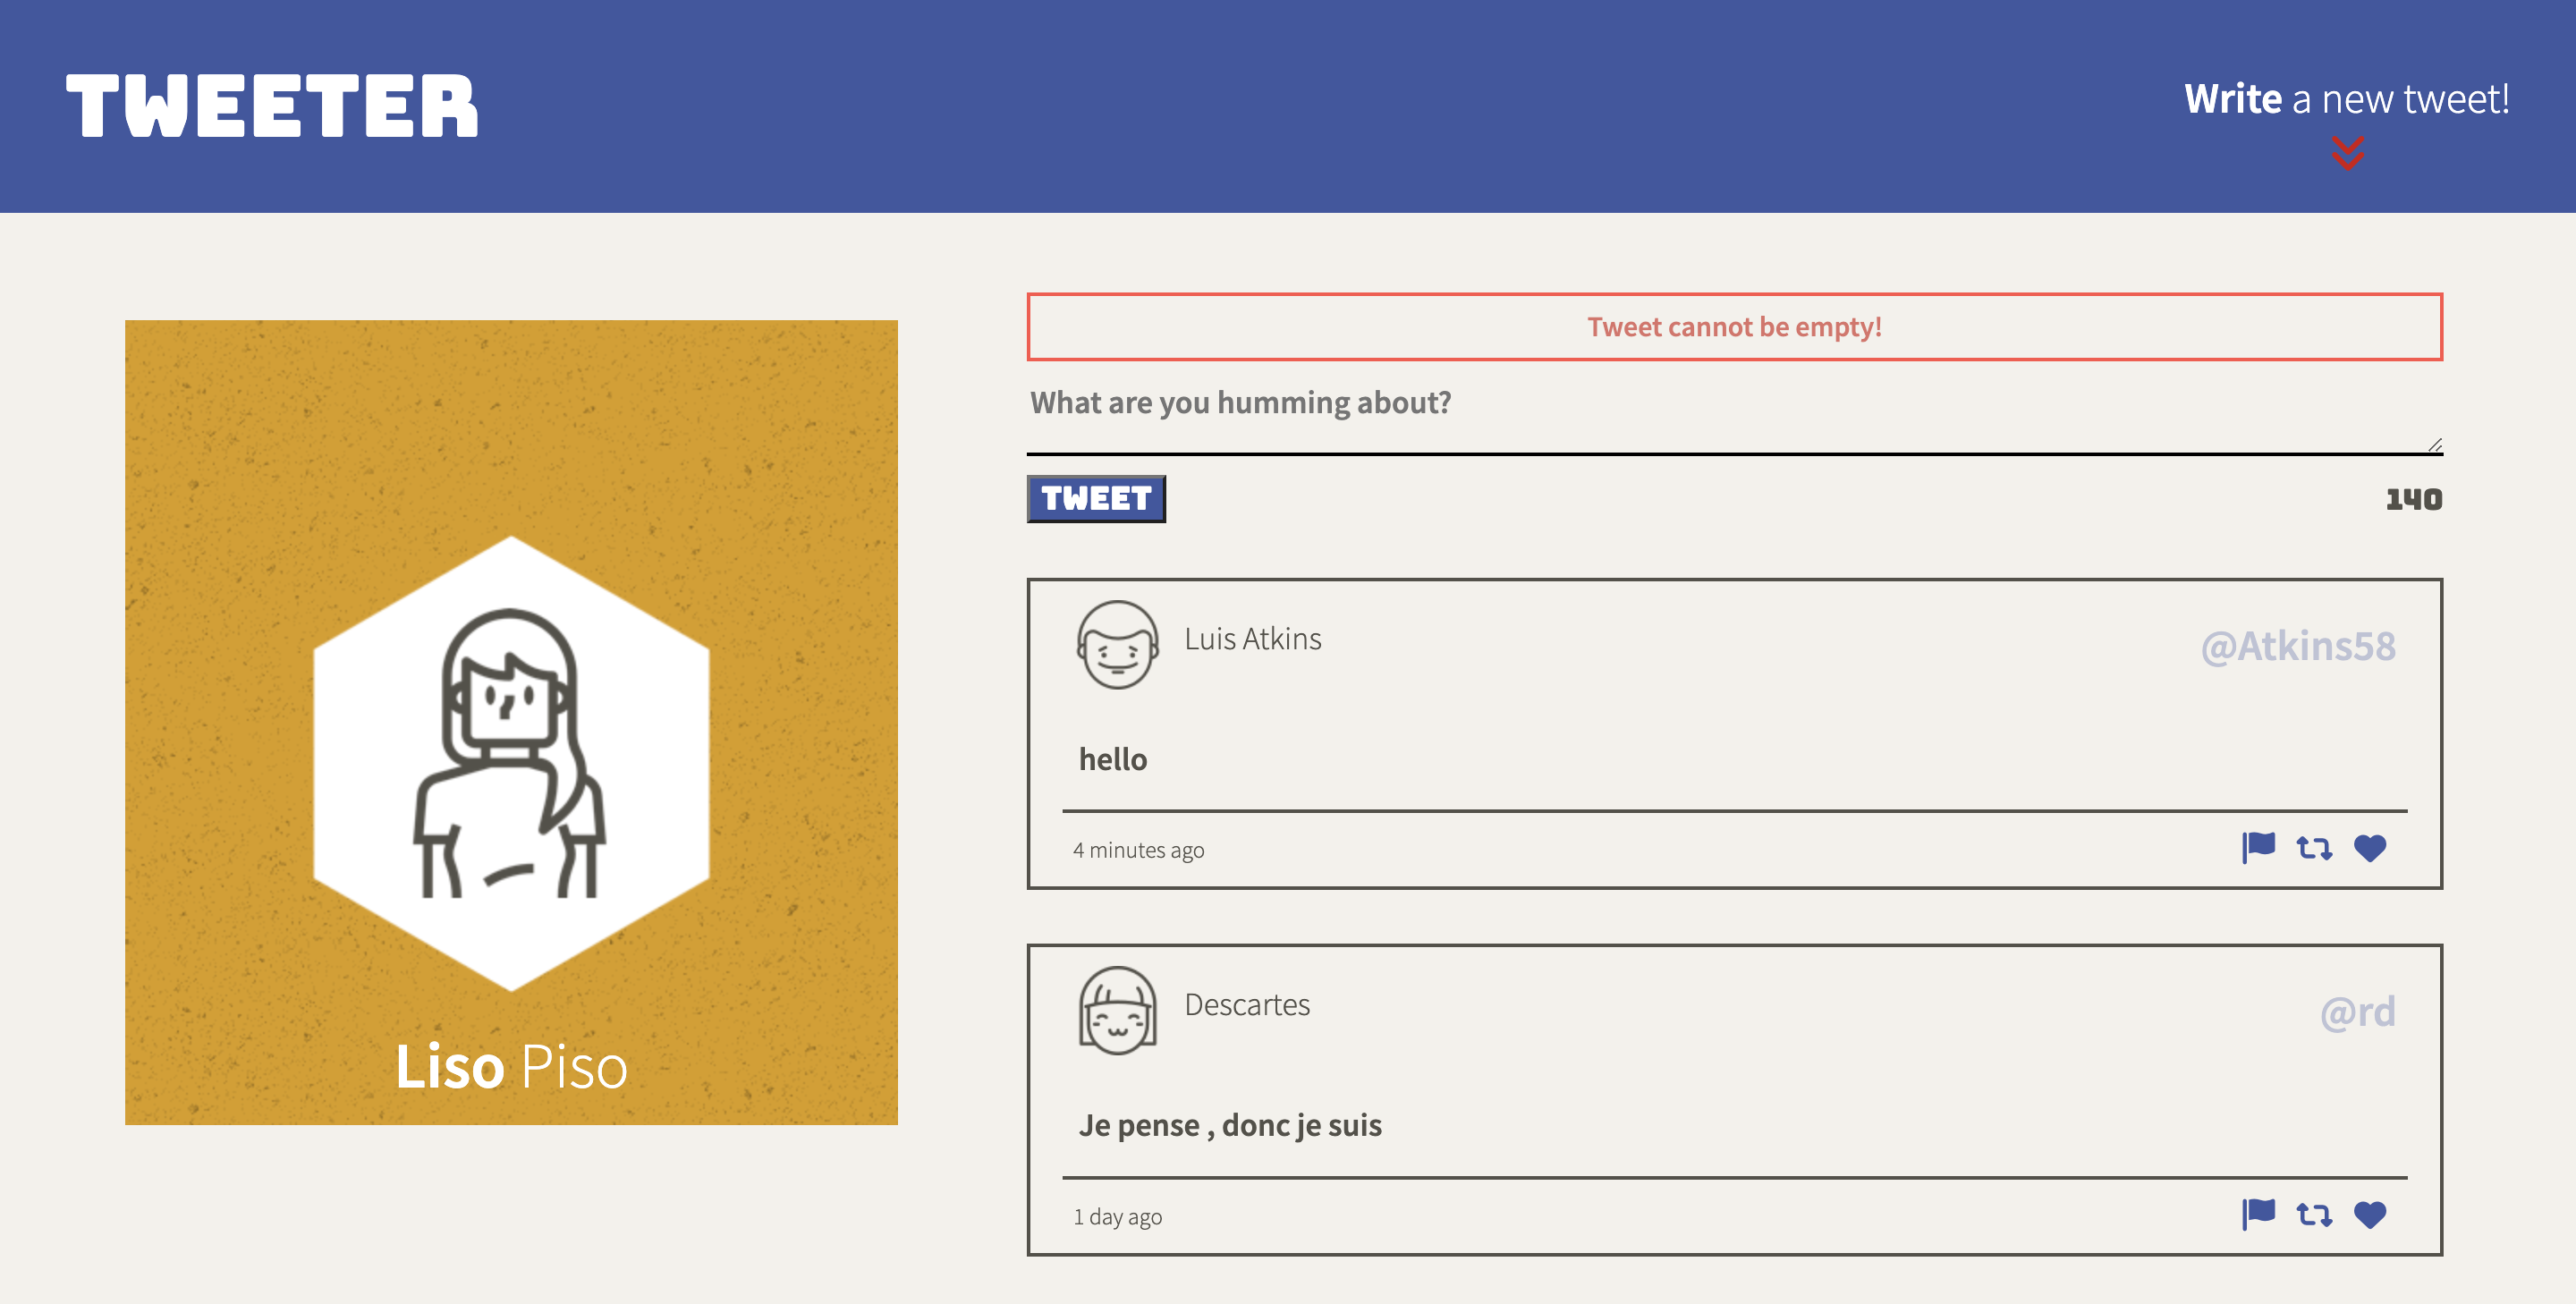 TWEETER
Write a new tweet!
Tweet cannot be empty!
What are you humming about?
TWEET
140
Luis Atkins
@Atkins58
hello
4 minutes ago
Liso Piso
Descartes
@rd
Je pense , donc je suis
1 day ago